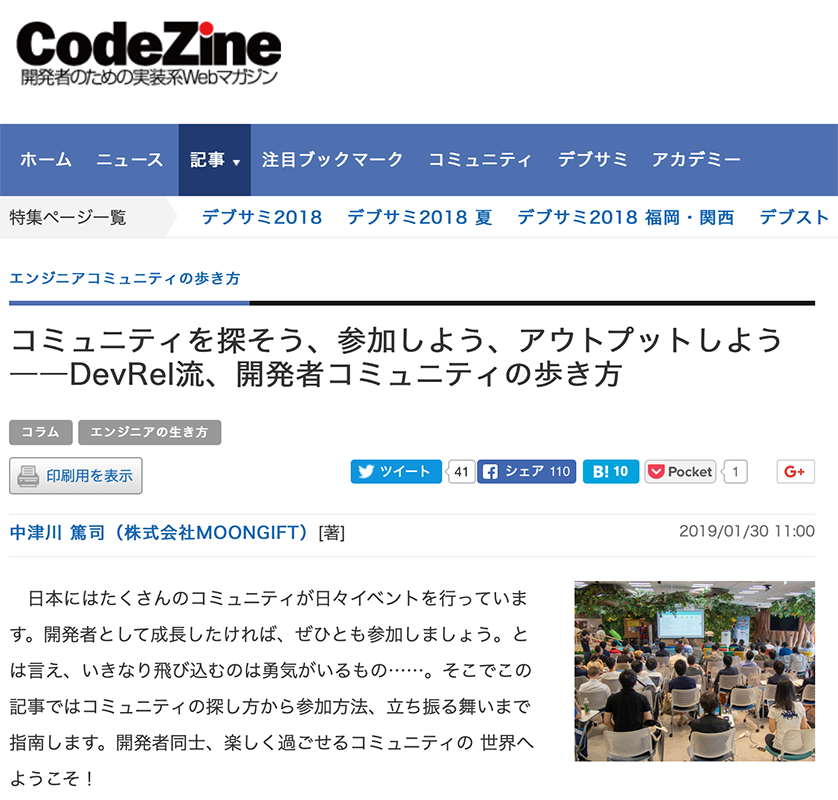 CodeZine
開発者のための実装系Webマガジン
ホーム ニュース 記事 ▼ 注目ブックマーク コミュニティ デブサミ アカデミー
特集ページ一覧 デブサミ2018 デブサミ2018 夏 デブサミ2018 福岡・関西 デブスト
エンジニアコミュニティの歩き方
コミュニティを探そう、参加しよう、アウトプットしよう
――DevRel流、開発者コミュニティの歩き方
コラム エンジニアの生き方
印刷用を表示 ツイート 41 シェア 110 B! 10 Pocket 1 G+
中津川 篤司（株式会社MOONGIFT）[著] 2019/01/30 11:00
日本にはたくさんのコミュニティが日々イベントを行っていま
す。開発者として成長したければ、ぜひとも参加しましょう。と
は言え、いきなり飛び込むのは勇気がいるもの……。そこでこの
記事ではコミュニティの探し方から参加方法、立ち振る舞いまで
指南します。開発者同士、楽しく過ごせるコミュニティの 世界へ
ようこそ！